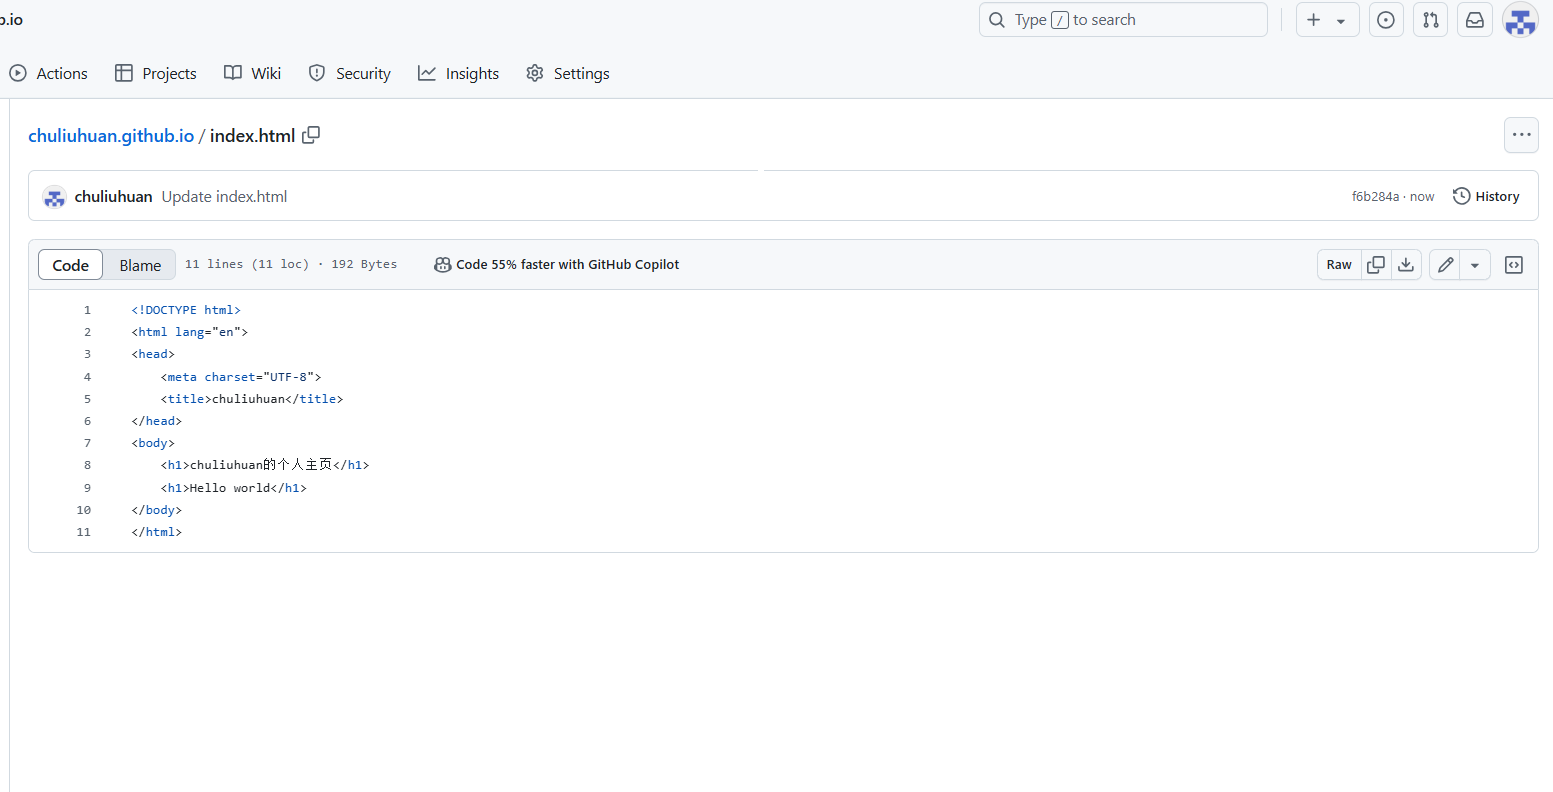 b.io
Type / to search
Actions Projects Wiki Security Insights Settings
chuliuhuan.github.io / index.html
chuliuhuan Update index.html f6b284a · now History
Code Blame 11 lines (11 loc) · 192 Bytes Code 55% faster with GitHub Copilot Raw
1 <!DOCTYPE html>
2 <html lang="en">
3 <head>
4 <meta charset="UTF-8">
5 <title>chuliuhuan</title>
6 </head>
7 <body>
8 <h1>chuliuhuan的个人主页</h1>
9 <h1>Hello world</h1>
10 </body>
11 </html>